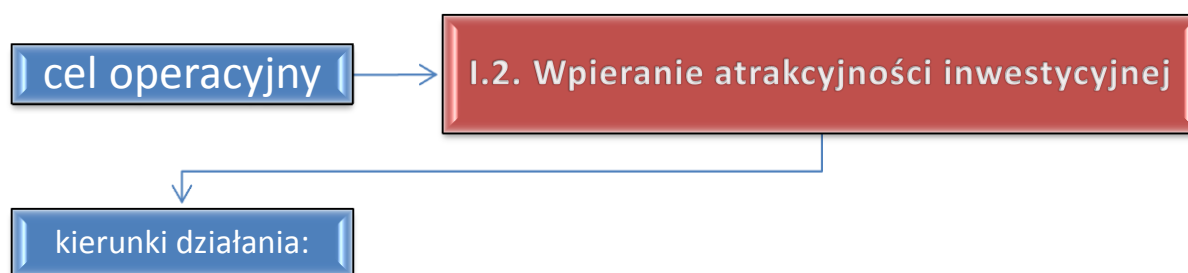 cel operacyjny
I.2. Wpieranie atrakcyjności inwestycyjnej
kierunki działania: